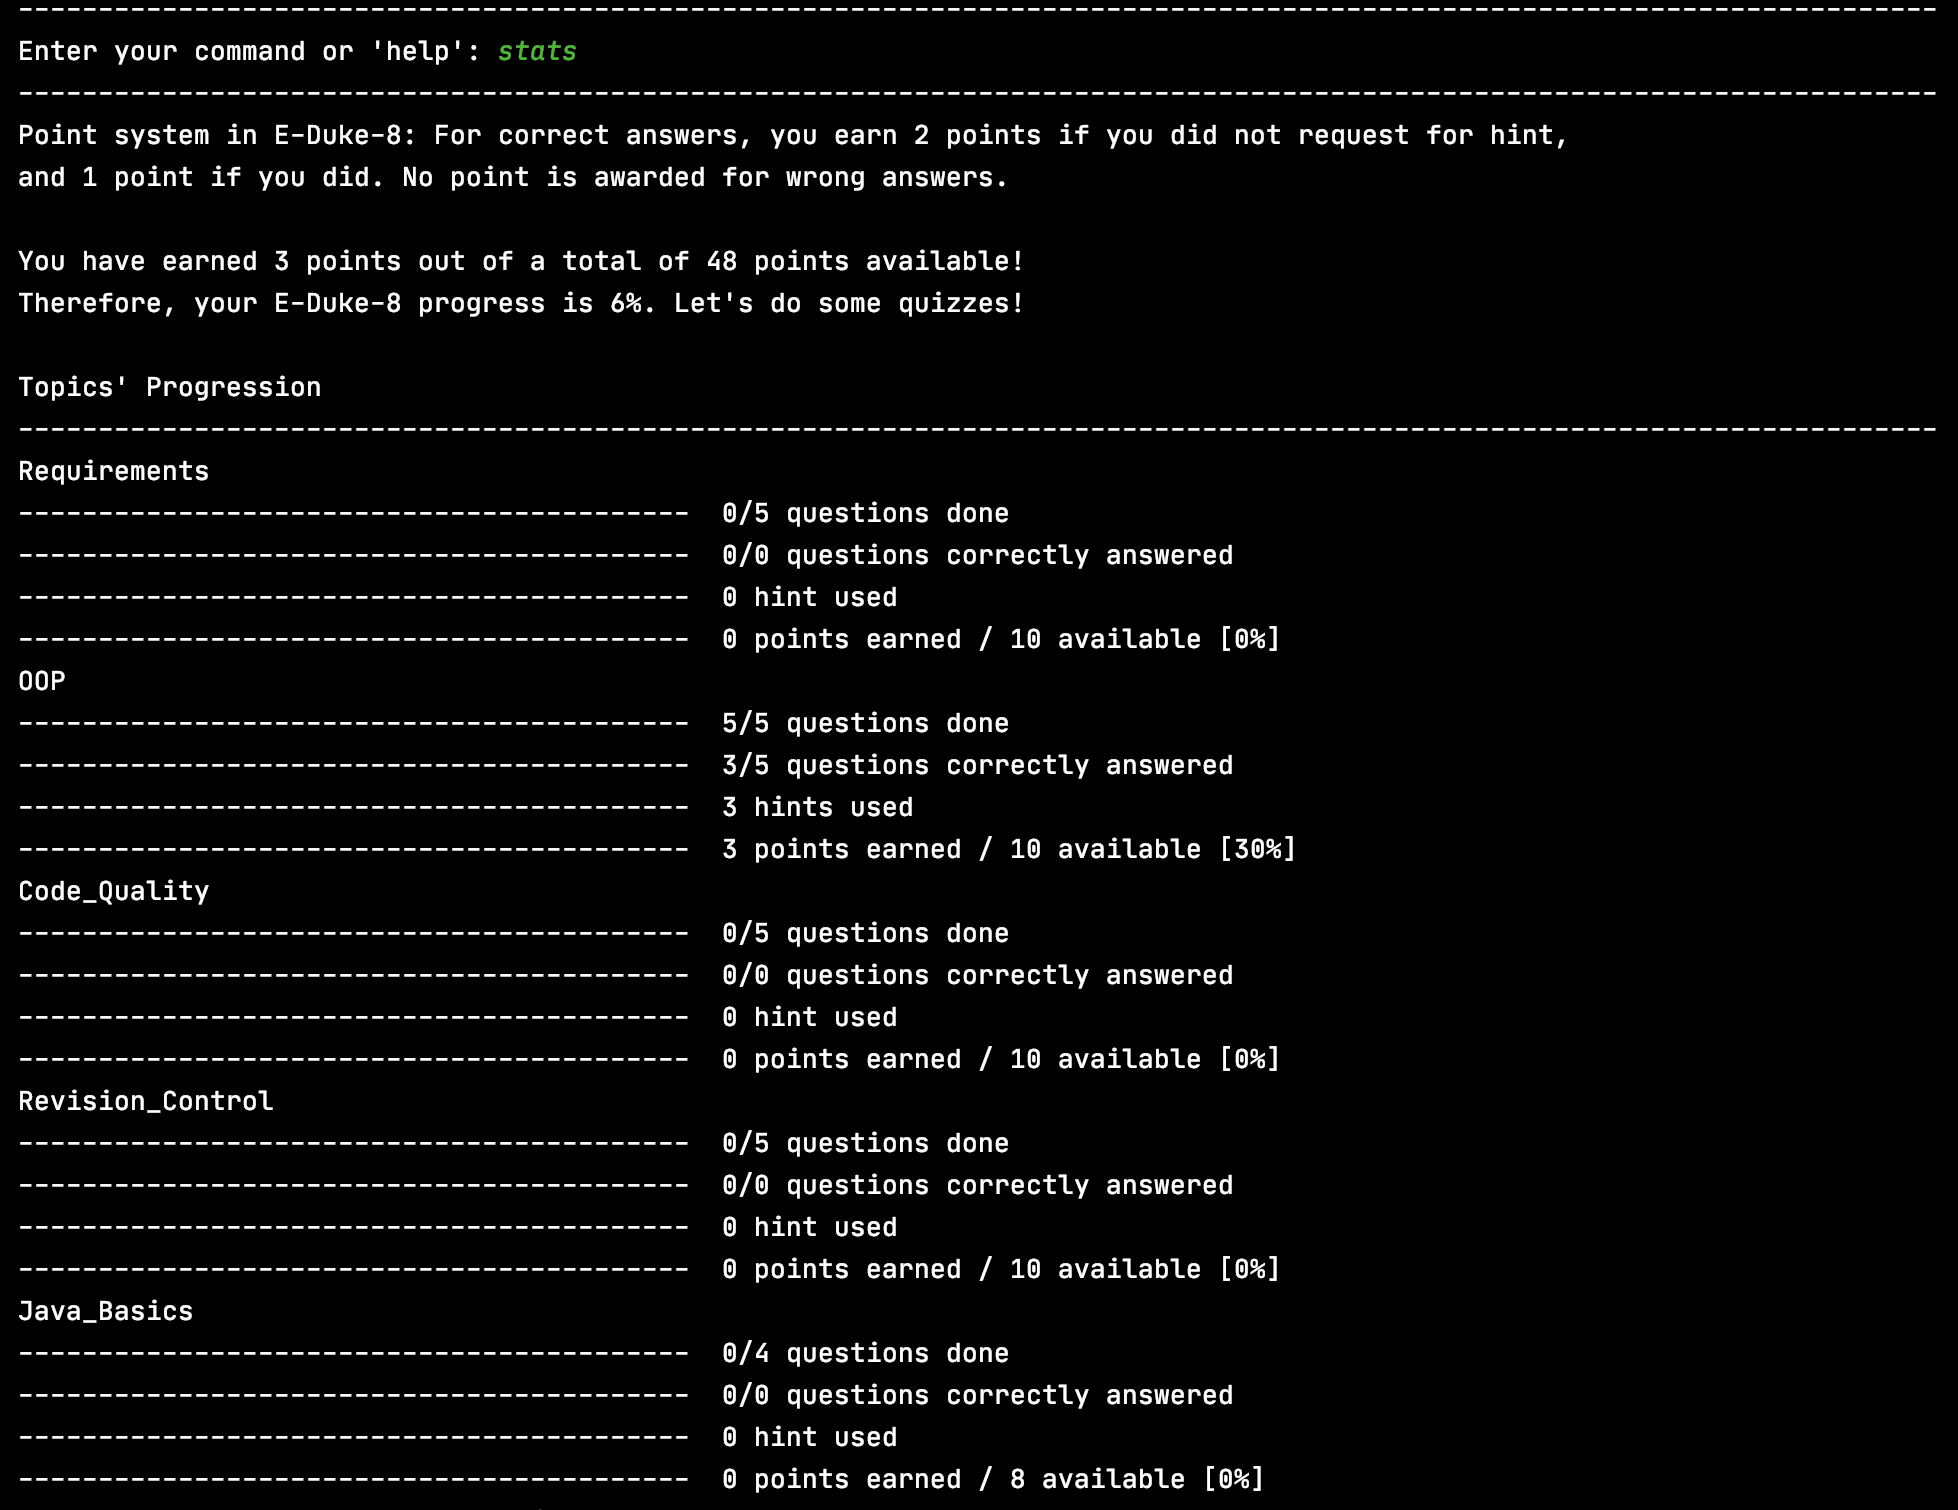 ------------------------------------------------------------------------------------------------------------------------
Enter your command or 'help': stats
------------------------------------------------------------------------------------------------------------------------
Point system in E-Duke-8: For correct answers, you earn 2 points if you did not request for hint,
and 1 point if you did. No point is awarded for wrong answers.
You have earned 3 points out of a total of 48 points available!
Therefore, your E-Duke-8 progress is 6%. Let's do some quizzes!
Topics' Progression
------------------------------------------------------------------------------------------------------------------------
Requirements
------------------------------------------  0/5 questions done
------------------------------------------  0/0 questions correctly answered
------------------------------------------  0 hint used
------------------------------------------  0 points earned / 10 available [0%]
OOP
------------------------------------------  5/5 questions done
------------------------------------------  3/5 questions correctly answered
------------------------------------------  3 hints used
------------------------------------------  3 points earned / 10 available [30%]
Code_Quality
------------------------------------------  0/5 questions done
------------------------------------------  0/0 questions correctly answered
------------------------------------------  0 hint used
------------------------------------------  0 points earned / 10 available [0%]
Revision_Control
------------------------------------------  0/5 questions done
------------------------------------------  0/0 questions correctly answered
------------------------------------------  0 hint used
------------------------------------------  0 points earned / 10 available [0%]
Java_Basics
------------------------------------------  0/4 questions done
------------------------------------------  0/0 questions correctly answered
------------------------------------------  0 hint used
------------------------------------------  0 points earned / 8 available [0%]